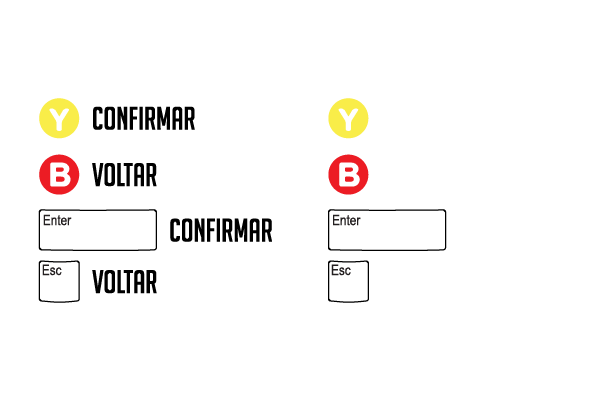 Y CONFIRMAR Y
B VOLTAR B
Enter CONFIRMAR Enter
Esc VOLTAR Esc